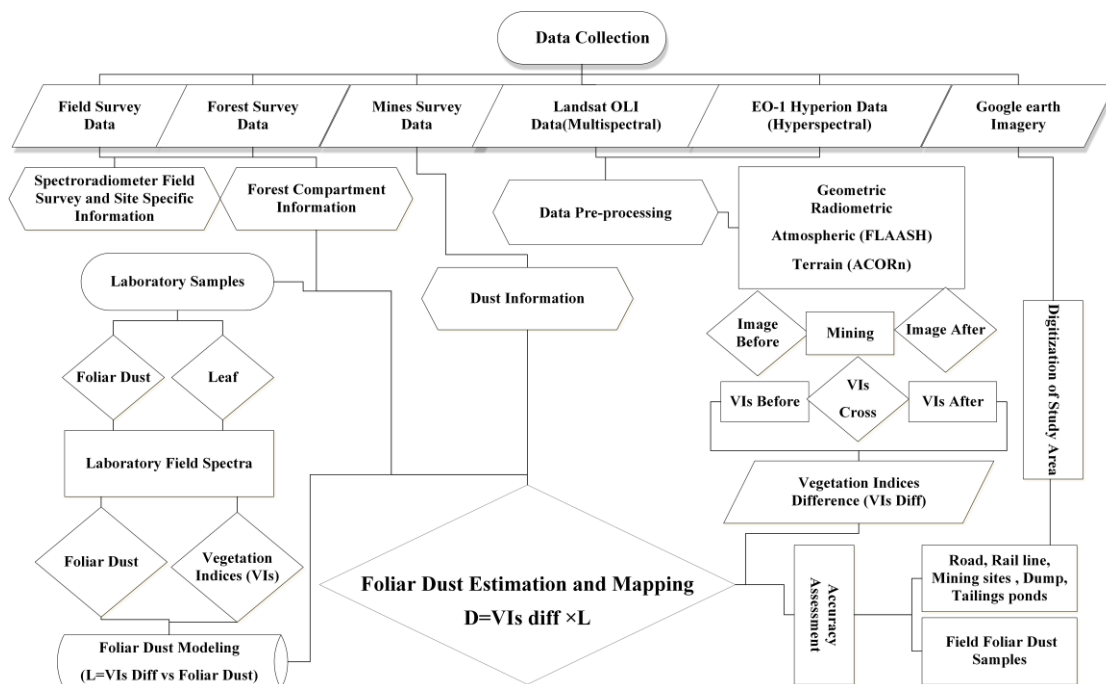 Data Collection
Field Survey
Data
Forest Survey
Data
Mines Survey
Data
Landsat OLI
Data(Multispectral)
EO-1 Hyperion Data
(Hyperspectral)
Google earth
Imagery
Spectroradiometer Field
Survey and Site Specific
Information
Forest Compartment
Information
Data Pre-processing
Geometric
Radiometric
Atmospheric (FLAASH)
Terrain (ACORn)
Laboratory Samples
Dust Information
Image
Before
Mining
Image After
Digitization of Study
Area
Foliar Dust
Leaf
VIs Before
VIs
Cross
VIs After
Laboratory Field Spectra
Vegetation Indices
Difference (VIs Diff)
Foliar Dust
Vegetation
Indices (VIs)
Foliar Dust Estimation and Mapping
D=VIs diff ×L
Accuracy
Assessment
Road, Rail line,
Mining sites , Dump,
Tailings ponds
Field Foliar Dust
Samples
Foliar Dust Modeling
(L=VIs Diff vs Foliar Dust)